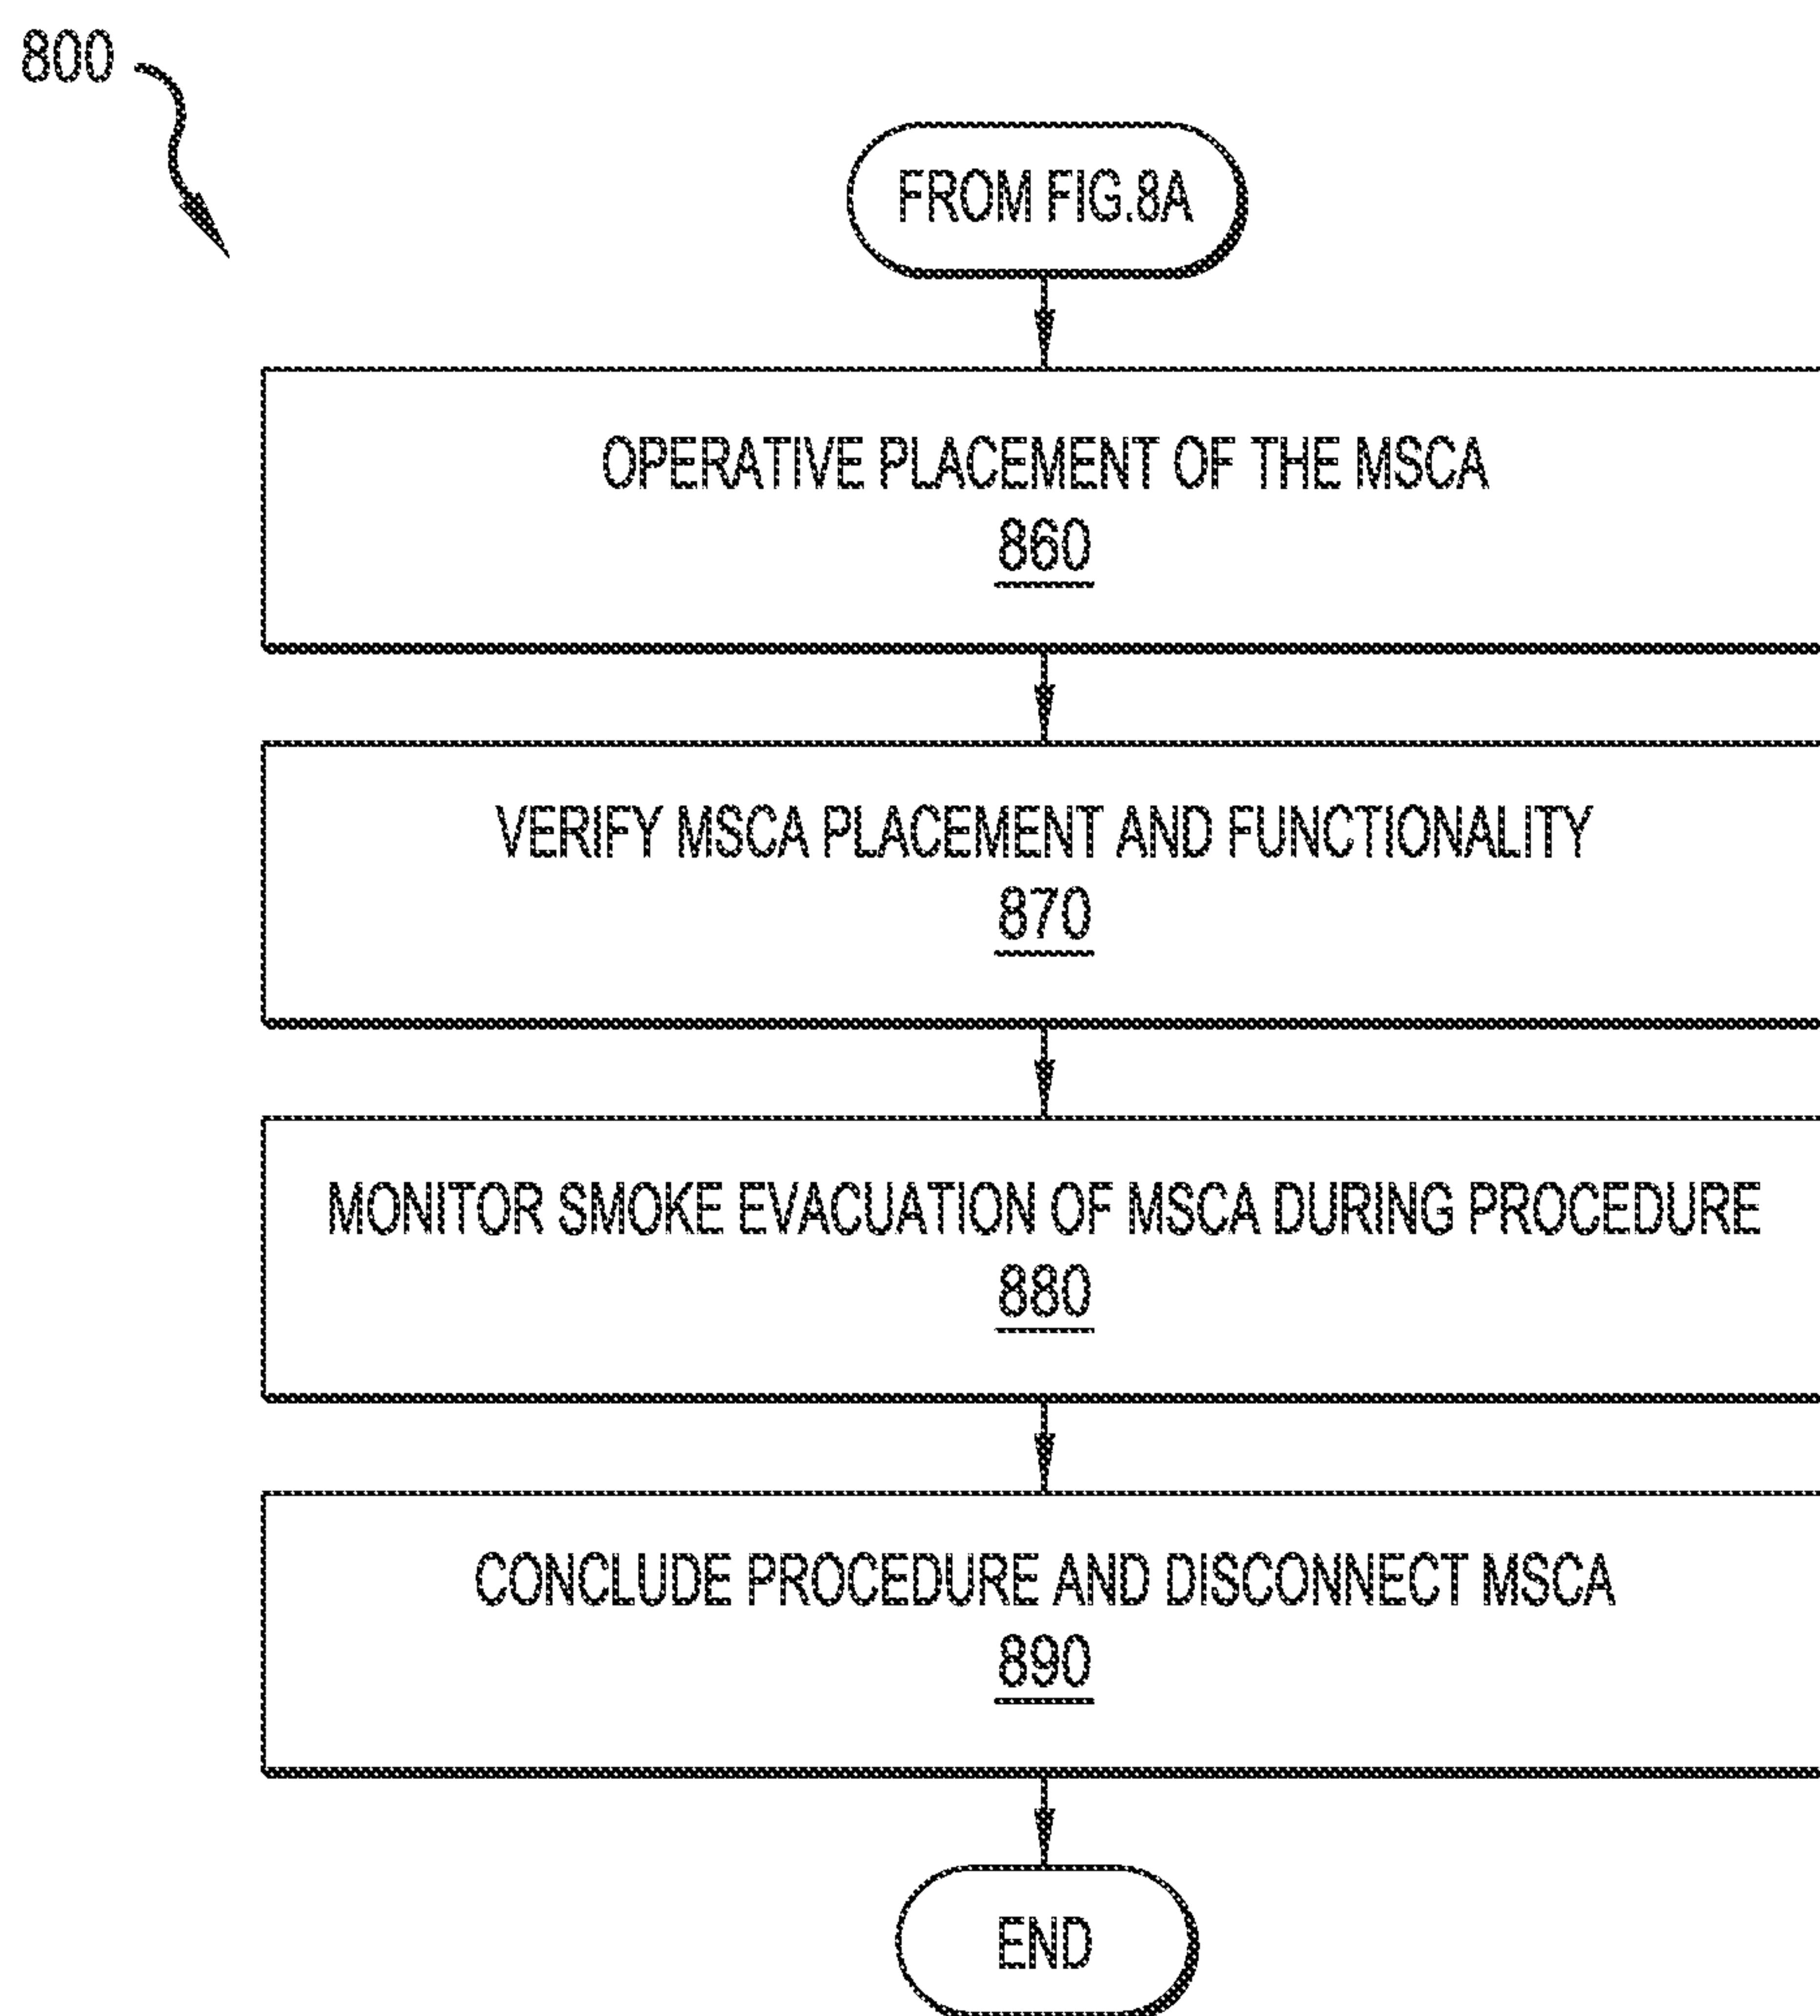 800
FROM FIG.8A
OPERATIVE PLACEMENT OF THE MSCA
860
VERIFY MSCA PLACEMENT AND FUNCTIONALITY
870
MONITOR SMOKE EVACUATION OF MSCA DURING PROCEDURE
880
CONCLUDE PROCEDURE AND DISCONNECT MSCA
890
END